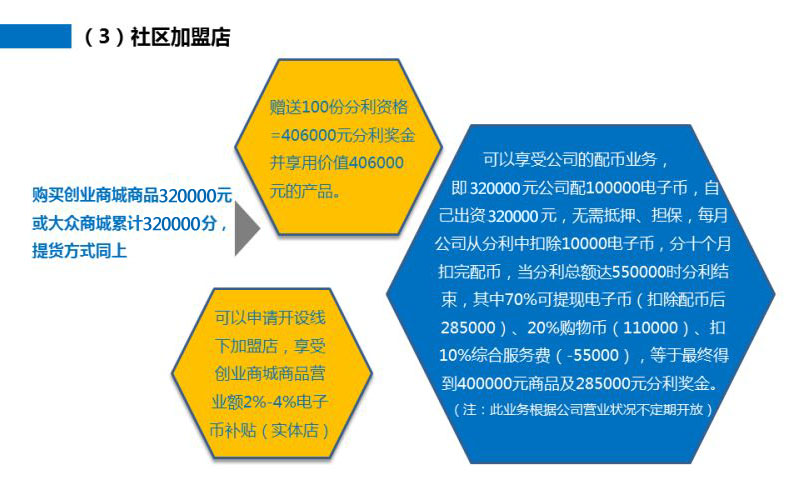 （3）社区加盟店
赠送100份分利资格
=406000元分利奖金
并享用价值406000
元的产品。
购买创业商城商品320000元
或大众商城累计320000分，
提货方式同上
可以申请开设线
下加盟店，享受
创业商城商品营
业额2%-4%电子
币补贴（实体店）
可以享受公司的配币业务，
即320000元公司配100000电子币，自
己出资320000元，无需抵押、担保，每月
公司从分利中扣除10000电子币，分十个月
扣完配币，当分利总额达550000时分利结
束，其中70%可提现电子币（扣除配币后
285000）、20%购物币（110000）、扣
10%综合服务费（-55000），等于最终得
到400000元商品及285000元分利奖金。
（注：此业务根据公司营业状况不定期开放）